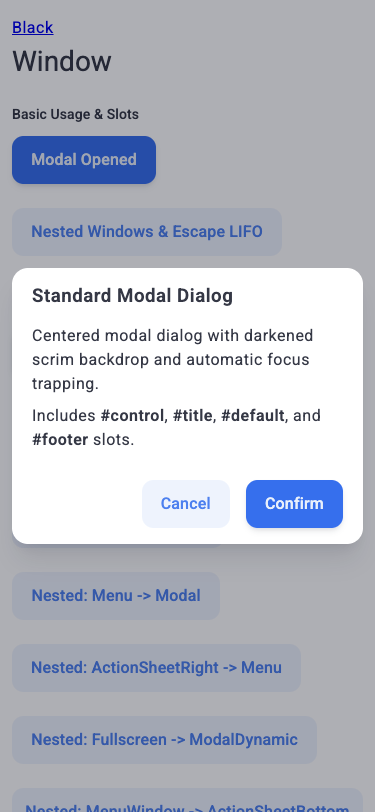 Black
Window
Basic Usage & Slots
Modal Opened
Nested Windows & Escape LIFO
Standard Modal Dialog
Centered modal dialog with darkened
scrim backdrop and automatic focus
trapping.
Includes #control, #title, #default, and
#footer slots.
Cancel
Confirm
Nested: Menu -> Modal
Nested: ActionSheetRight -> Menu
Nested: Fullscreen -> ModalDynamic
Nested: MenuWindow -> ActionSheetBottom